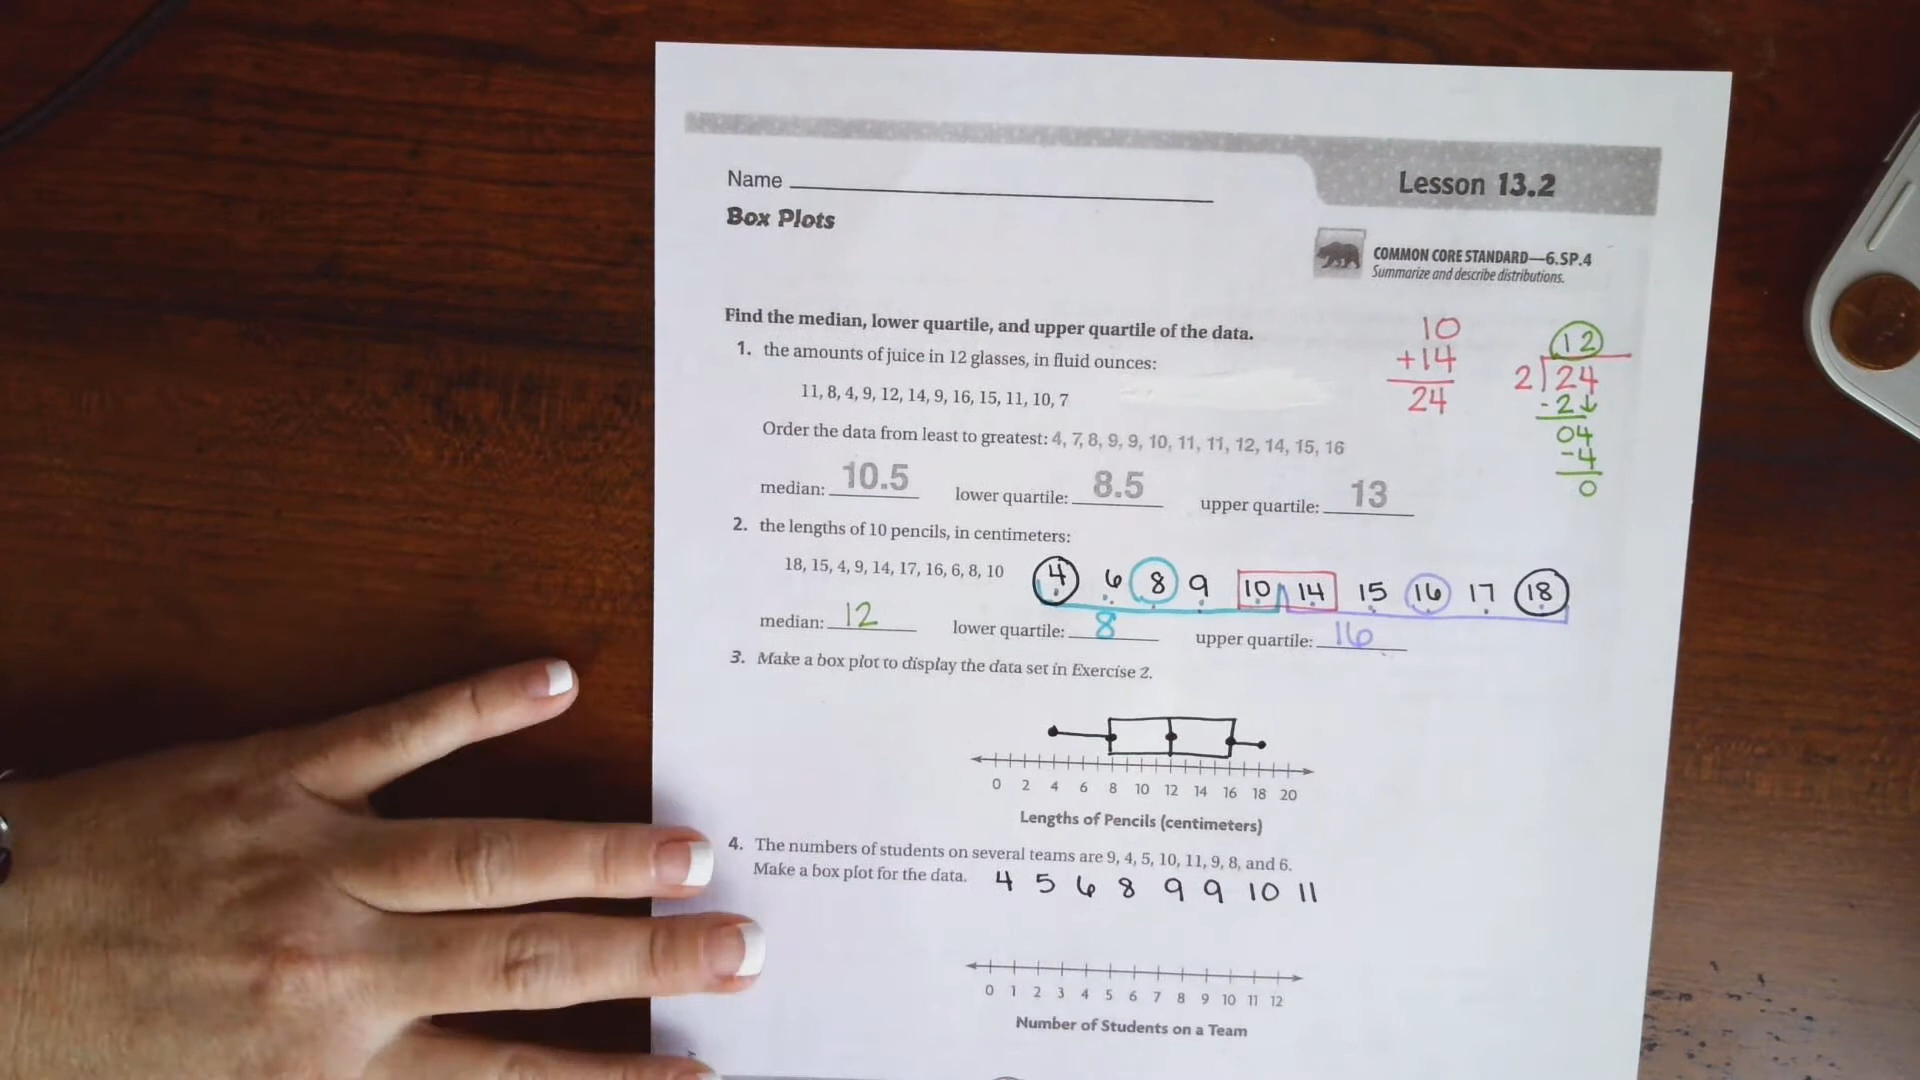 Name
Lesson 13.2
Box Plots
COMMON CORE STANDARD—6.SP.4
Summarize and describe distributions.
Find the median, lower quartile, and upper quartile of the data.
1. the amounts of juice in 12 glasses, in fluid ounces:
11, 8, 4, 9, 12, 14, 9, 16, 15, 11, 10, 7
10
+14
24
12
2)24
-2↓
04
-4
0
Order the data from least to greatest: 4, 7, 8, 9, 9, 10, 11, 11, 12, 14, 15, 16
median: 10.5 lower quartile: 8.5 upper quartile: 13
2. the lengths of 10 pencils, in centimeters:
18, 15, 4, 9, 14, 17, 16, 6, 8, 10 4 6 8 9 10 14 15 16 17 18
median: 12 lower quartile: 8 upper quartile: 16
3. Make a box plot to display the data set in Exercise 2.
0 2 4 6 8 10 12 14 16 18 20
Lengths of Pencils (centimeters)
4. The numbers of students on several teams are 9, 4, 5, 10, 11, 9, 8, and 6.
Make a box plot for the data. 4 5 6 8 9 9 10 11
0 1 2 3 4 5 6 7 8 9 10 11 12
Number of Students on a Team